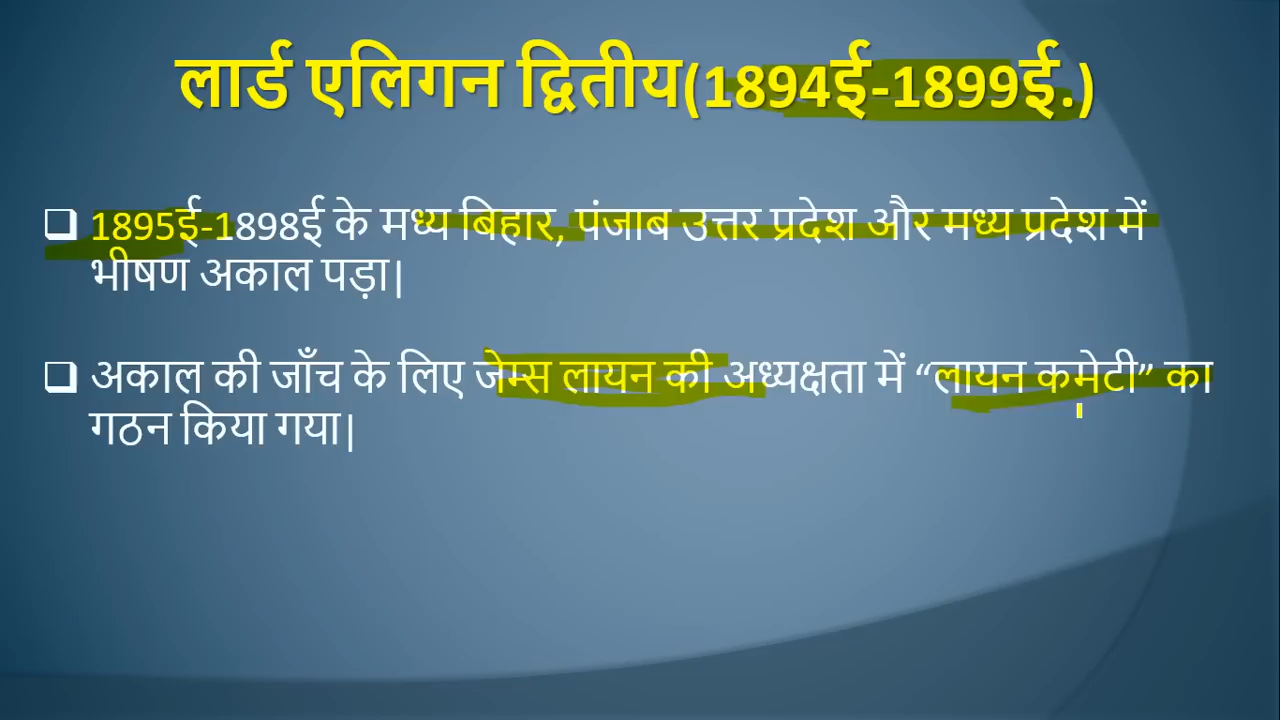 लार्ड एलिगन द्वितीय(1894ई-1899ई.)
1895ई-1898ई के मध्य बिहार, पंजाब उत्तर प्रदेश और मध्य प्रदेश में
भीषण अकाल पड़ा|
अकाल की जाँच के लिए जेम्स लायन की अध्यक्षता में “लायन कमेटी” का
गठन किया गया|